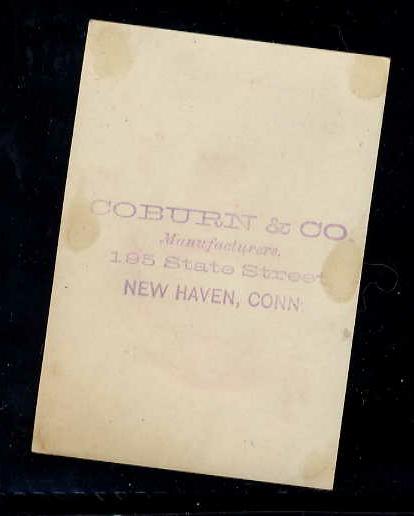 COBURN & CO.
Manufacturers.
195 State Street
NEW HAVEN, CONN